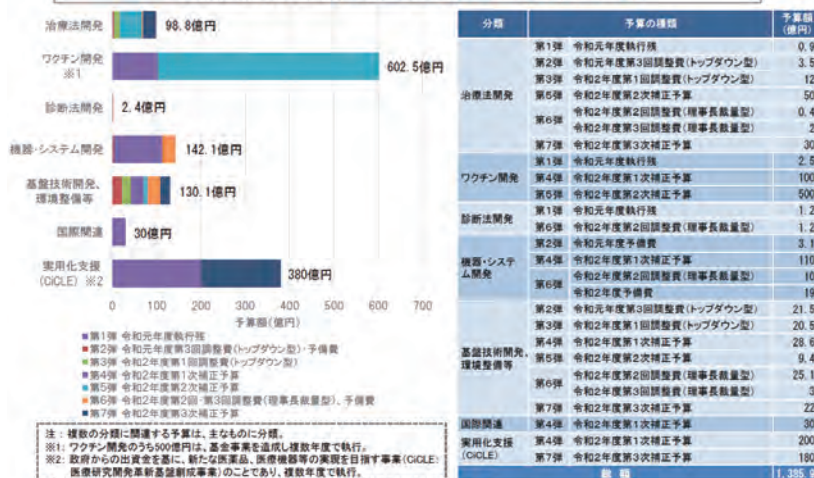 治療法開発
98.8億円
ワクチン開発
※1
602.5億円
診断法開発
2.4億円
機器・システム開発
142.1億円
基盤技術開発、
環境整備等
130.1億円
国際関連
30億円
実用化支援
(CiCLE) ※2
380億円
0 100 200 300 400 500 600 700
予算額(億円)
第1弾 令和元年度執行残
第2弾 令和元年度第3回調整費(トップダウン型)・予備費
第3弾 令和2年度第1回調整費(トップダウン型)
第4弾 令和2年度第1次補正予算
第5弾 令和2年度第2次補正予算
第6弾 令和2年度第2回・第3回調整費(理事長裁量型)、予備費
第7弾 令和2年度第3次補正予算
注：複数の分類に関連する予算は、主なものに分類。
※1：ワクチン開発のうち500億円は、基金事業を造成し複数年度で執行。
※2：政府からの出資金を基に、新たな医薬品、医療機器等の実現を目指す事業(CiCLE:
医療研究開発革新基盤創成事業)のことであり、複数年度で執行。
分類 予算の種類 予算額
(億円)
治療法開発
第1弾 令和元年度執行残 0.9
第2弾 令和元年度第3回調整費(トップダウン型) 3.5
第3弾 令和2年度第1回調整費(トップダウン型) 12
第5弾 令和2年度第2次補正予算 50
第6弾 令和2年度第2回調整費(理事長裁量型) 0.4
令和2年度第3回調整費(理事長裁量型) 2
第7弾 令和2年度第3次補正予算 30
ワクチン開発
第1弾 令和元年度執行残 2.5
第4弾 令和2年度第1次補正予算 100
第5弾 令和2年度第2次補正予算 500
診断法開発
第1弾 令和元年度執行残 1.2
第6弾 令和2年度第2回調整費(理事長裁量型) 1.2
機器・システ
ム開発
第2弾 令和元年度予備費 3.1
第4弾 令和2年度第1次補正予算 110
第6弾 令和2年度第2回調整費(理事長裁量型) 10
令和2年度予備費 19
基盤技術開発、
環境整備等
第2弾 令和元年度第3回調整費(トップダウン型) 21.5
第3弾 令和2年度第1回調整費(トップダウン型) 20.5
第4弾 令和2年度第1次補正予算 28.6
第5弾 令和2年度第2次補正予算 9.4
第6弾 令和2年度第2回調整費(理事長裁量型) 25.1
令和2年度第3回調整費(理事長裁量型) 3
第7弾 令和2年度第3次補正予算 22
国際関連 第4弾 令和2年度第1次補正予算 30
実用化支援
(CiCLE)
第4弾 令和2年度第1次補正予算 200
第7弾 令和2年度第3次補正予算 180
総 額 1,385.9